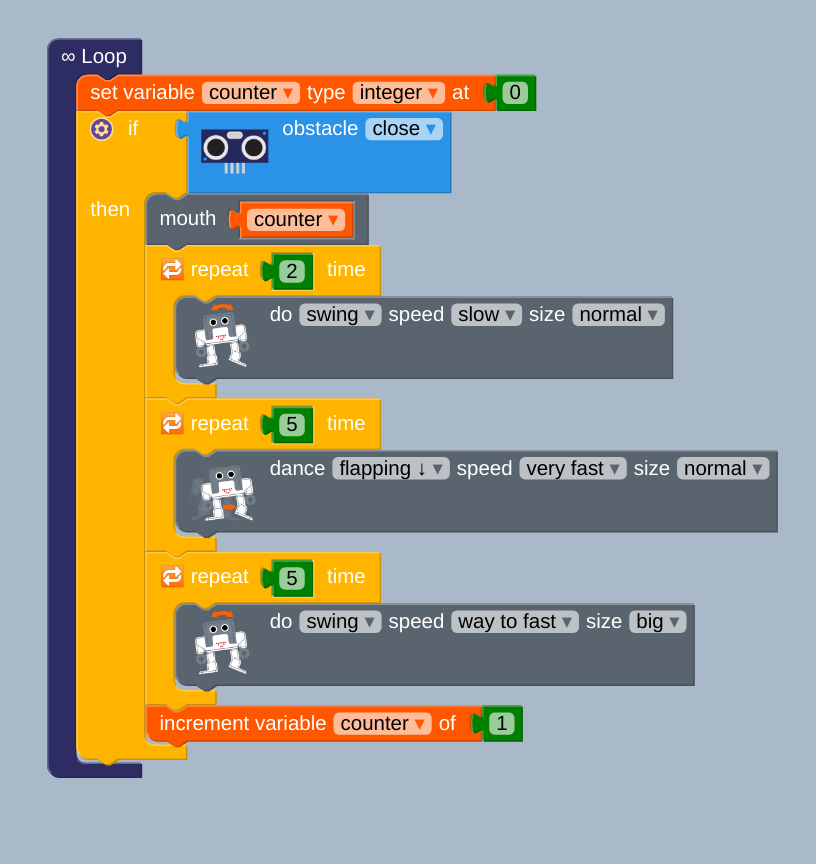 ∞ Loop
set variable counter ▾ type integer ▾ at 0
if obstacle close ▾
then
mouth counter ▾
repeat 2 time
do swing ▾ speed slow ▾ size normal ▾
repeat 5 time
dance flapping ↓ ▾ speed very fast ▾ size normal ▾
repeat 5 time
do swing ▾ speed way to fast ▾ size big ▾
increment variable counter ▾ of 1